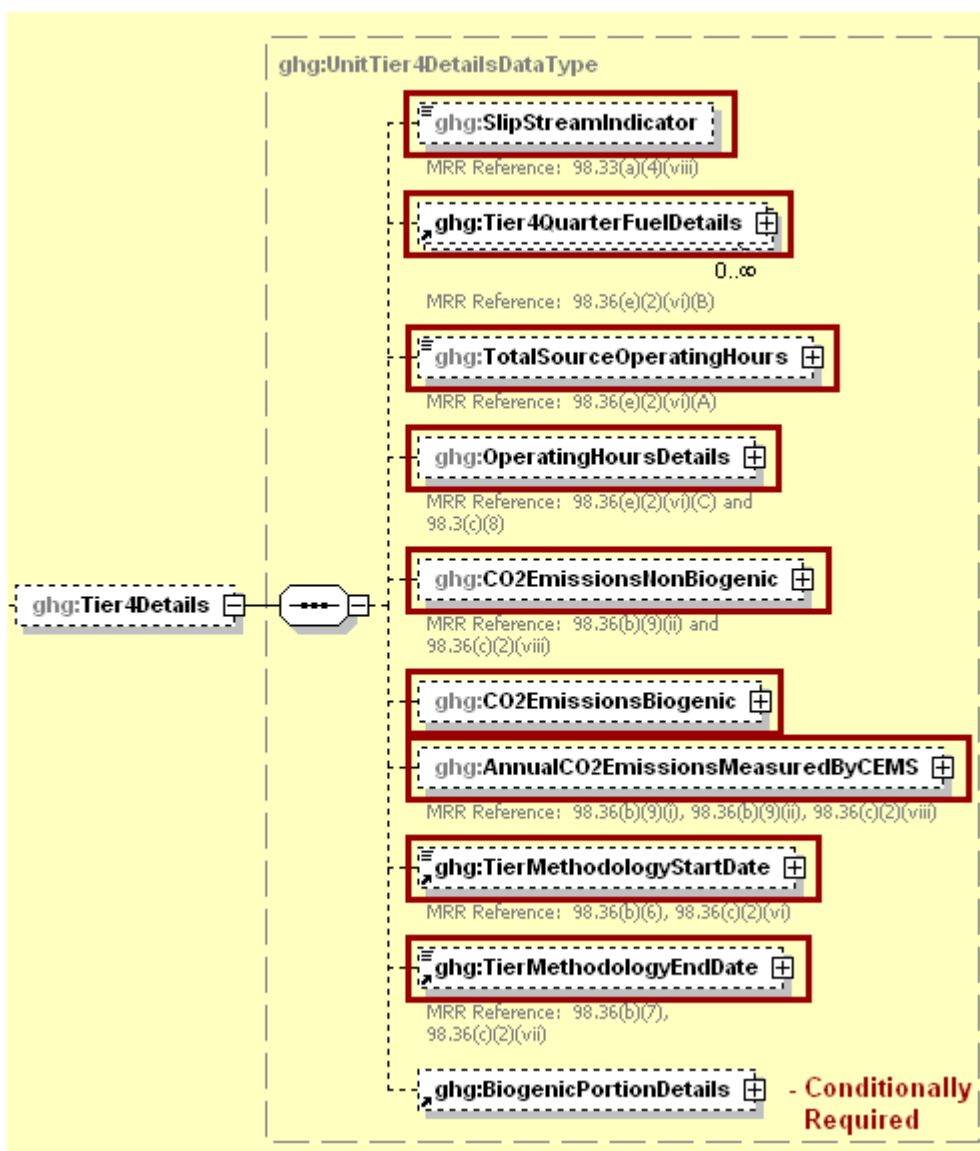 ghg:UnitTier4DetailsDataType
ghg:SlipStreamIndicator
MRR Reference: 98.33(a)(4)(viii)
ghg:Tier4QuarterFuelDetails
0..∞
MRR Reference: 98.36(e)(2)(vi)(B)
ghg:TotalSourceOperatingHours
MRR Reference: 98.36(e)(2)(vi)(A)
ghg:OperatingHoursDetails
MRR Reference: 98.36(e)(2)(vi)(C) and
98.3(c)(8)
ghg:Tier4Details
ghg:CO2EmissionsNonBiogenic
MRR Reference: 98.36(b)(9)(ii) and
98.36(c)(2)(viii)
ghg:CO2EmissionsBiogenic
ghg:AnnualCO2EmissionsMeasuredByCEMS
MRR Reference: 98.36(b)(9)(i), 98.36(b)(9)(ii), 98.36(c)(2)(viii)
ghg:TierMethodologyStartDate
MRR Reference: 98.36(b)(6), 98.36(c)(2)(vi)
ghg:TierMethodologyEndDate
MRR Reference: 98.36(b)(7),
98.36(c)(2)(vii)
ghg:BiogenicPortionDetails
- Conditionally
Required